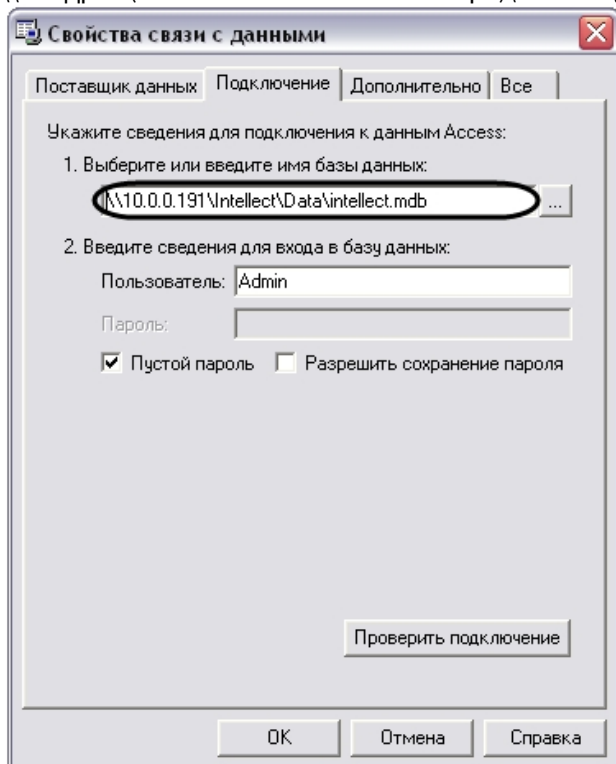 Свойства связи с данными
Поставщик данных Подключение Дополнительно Все
Укажите сведения для подключения к данным Access:
1. Выберите или введите имя базы данных:
\\10.0.0.191\Intellect\Data\intellect.mdb ...
2. Введите сведения для входа в базу данных:
Пользователь: Admin
Пароль:
Пустой пароль Разрешить сохранение пароля
Проверить подключение
OK Отмена Справка